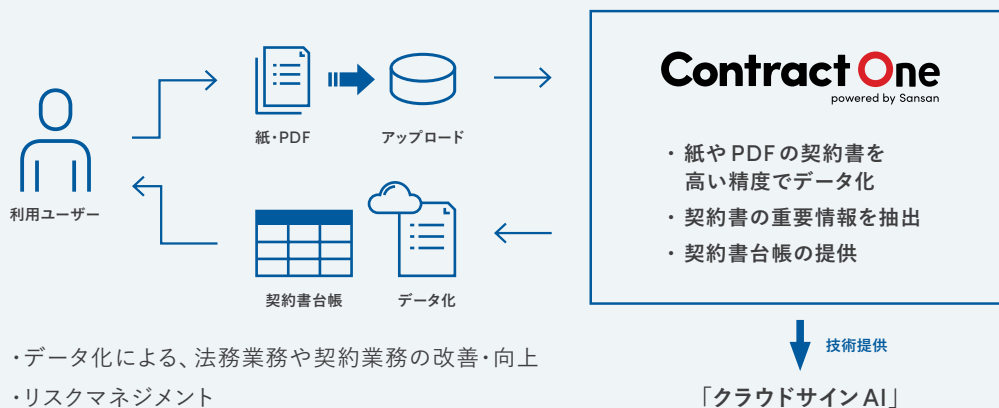 Contract One
powered by Sansan
紙・PDF
アップロード
・紙や PDF の契約書を
高い精度でデータ化
・契約書の重要情報を抽出
・契約書台帳の提供
利用ユーザー
契約書台帳
データ化
技術提供
・データ化による、法務業務や契約業務の改善・向上
・リスクマネジメント
「クラウドサイン AI」